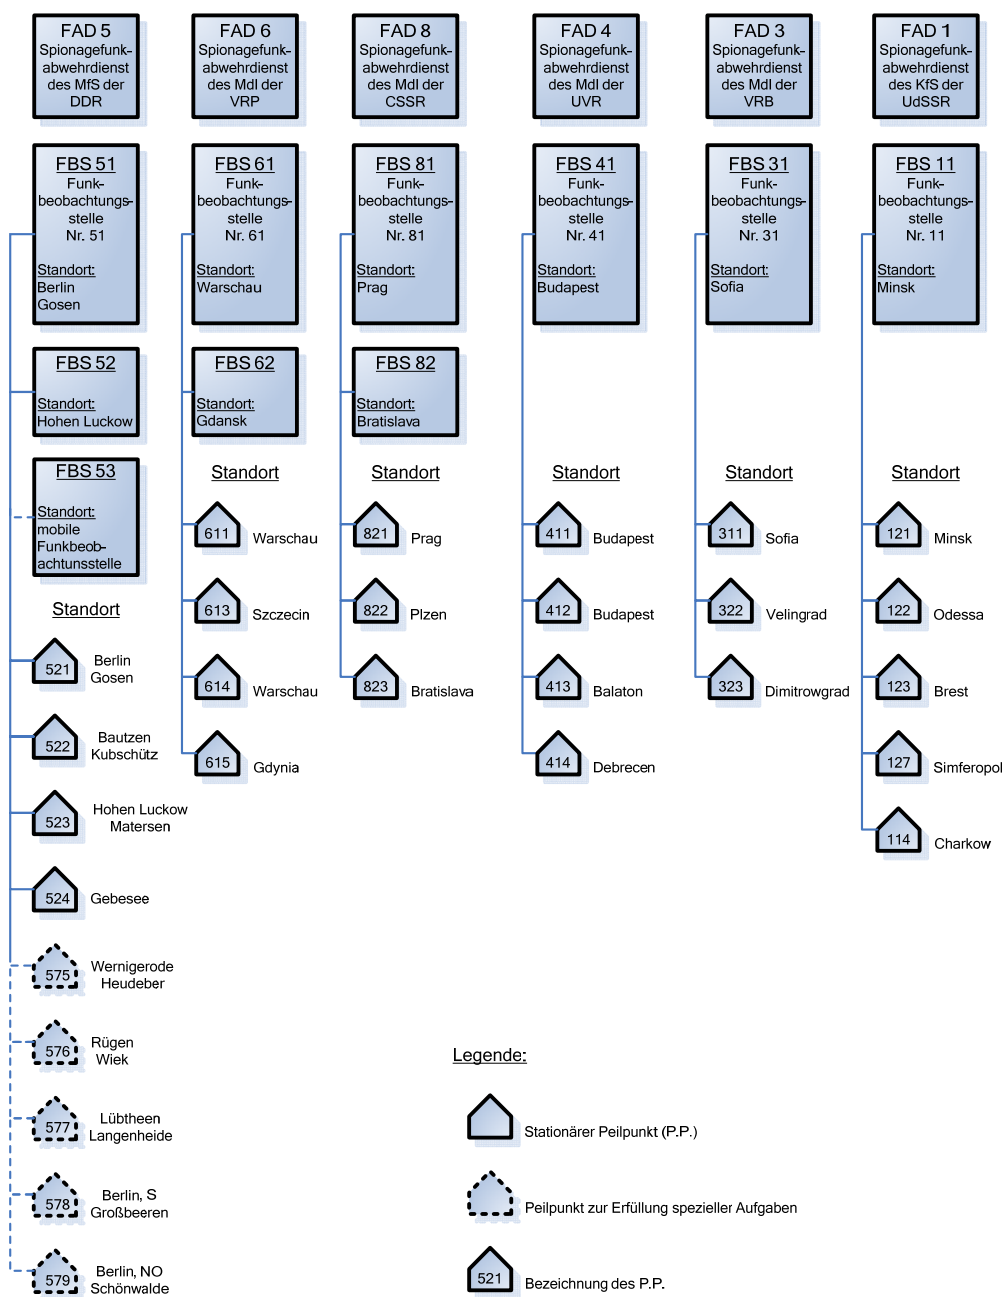 FAD 5
Spionagefunk-
abwehrdienst
des MfS der
DDR
FAD 6
Spionagefunk-
abwehrdienst
des MdI der
VRP
FAD 8
Spionagefunk-
abwehrdienst
des MdI der
CSSR
FAD 4
Spionagefunk-
abwehrdienst
des MdI der
UVR
FAD 3
Spionagefunk-
abwehrdienst
des MdI der
VRB
FAD 1
Spionagefunk-
abwehrdienst
des KfS der
UdSSR
FBS 51
Funk-
beobachtungs-
stelle
Nr. 51
Standort:
Berlin
Gosen
FBS 61
Funk-
beobachtungs-
stelle
Nr. 61
Standort:
Warschau
FBS 81
Funk-
beobachtungs-
stelle
Nr. 81
Standort:
Prag
FBS 41
Funk-
beobachtungs-
stelle
Nr. 41
Standort:
Budapest
FBS 31
Funk-
beobachtungs-
stelle
Nr. 31
Standort:
Sofia
FBS 11
Funk-
beobachtungs-
stelle
Nr. 11
Standort:
Minsk
FBS 52
Standort:
Hohen Luckow
FBS 62
Standort:
Gdansk
FBS 82
Standort:
Bratislava
FBS 53
Standort:
mobile
Funkbeob-
achtunsstelle
Standort
521
Berlin
Gosen
522
Bautzen
Kubschütz
523
Hohen Luckow
Matersen
524
Gebesee
575
Wernigerode
Heudeber
576
Rügen
Wiek
577
Lübtheen
Langenheide
578
Berlin, S
Großbeeren
579
Berlin, NO
Schönwalde
Standort
611
Warschau
613
Szczecin
614
Warschau
615
Gdynia
Standort
821
Prag
822
Plzen
823
Bratislava
Standort
411
Budapest
412
Budapest
413
Balaton
414
Debrecen
Standort
311
Sofia
322
Velingrad
323
Dimitrowgrad
Standort
121
Minsk
122
Odessa
123
Brest
127
Simferopol
114
Charkow
Legende:
Stationärer Peilpunkt (P.P.)
Peilpunkt zur Erfüllung spezieller Aufgaben
521
Bezeichnung des P.P.